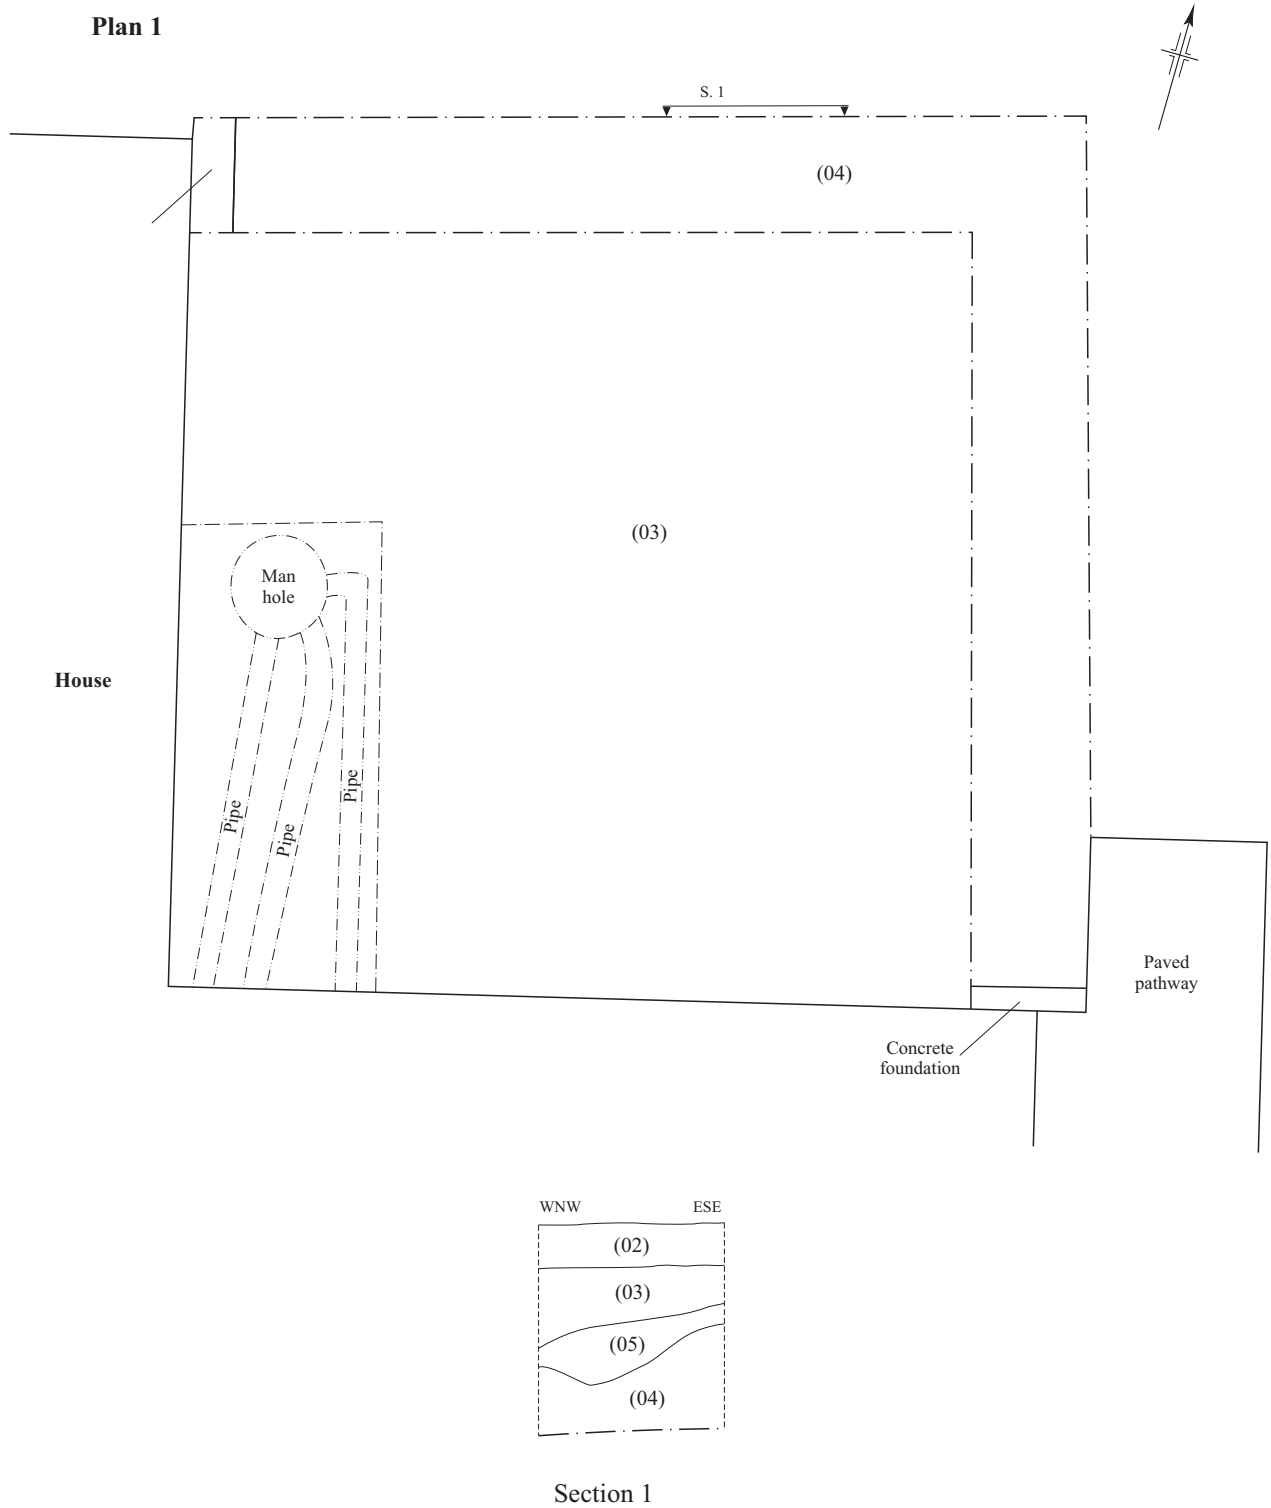 Plan 1
S. 1
(04)
(03)
Man
hole
House
Pipe
Pipe
Pipe
Paved
pathway
Concrete
foundation
WNW ESE
(02)
(03)
(05)
(04)
Section 1